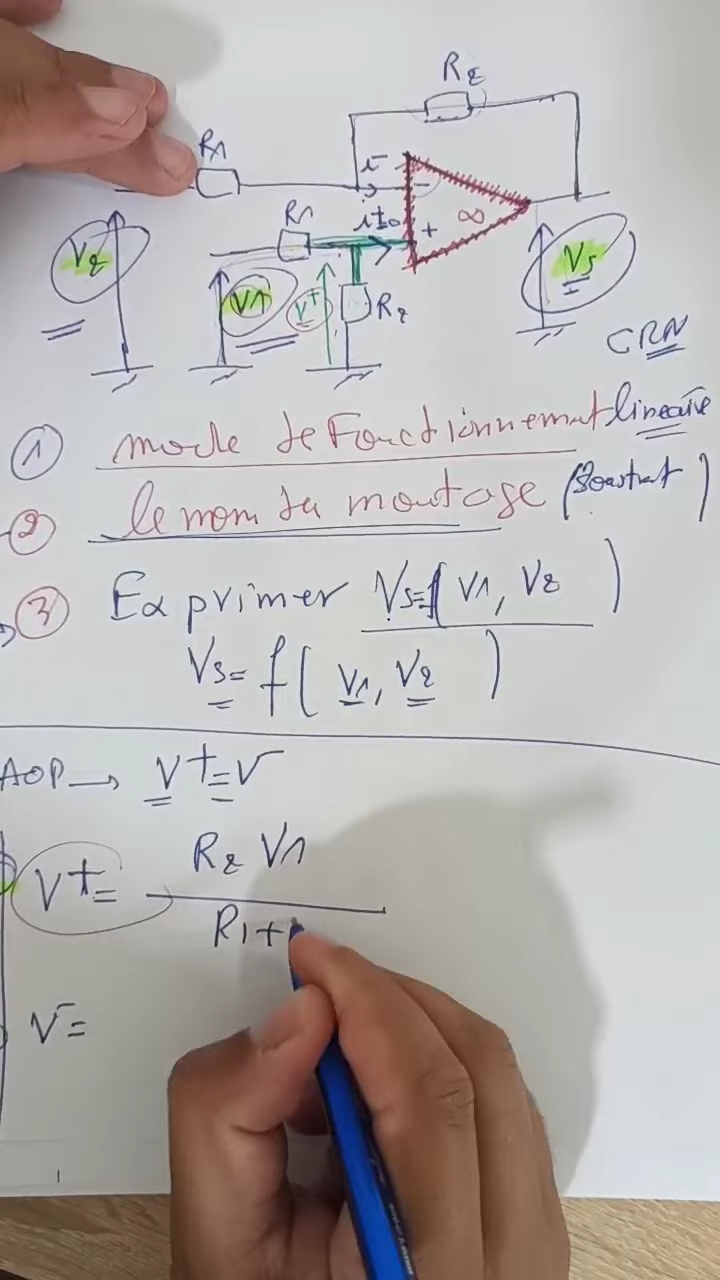 R2
R1
i-
-
R1
i+=0
+
∞
V2
V1
V+
R2
Vs
CRN
1 mode de Fonctionnement linéaire
2 le nom du montage (Soustrait)
3 Exprimer Vs=f(V1, V2)
Vs= f(V1, V2)
AOP → V+=V-
V+= R2 V1
R1+
V-=